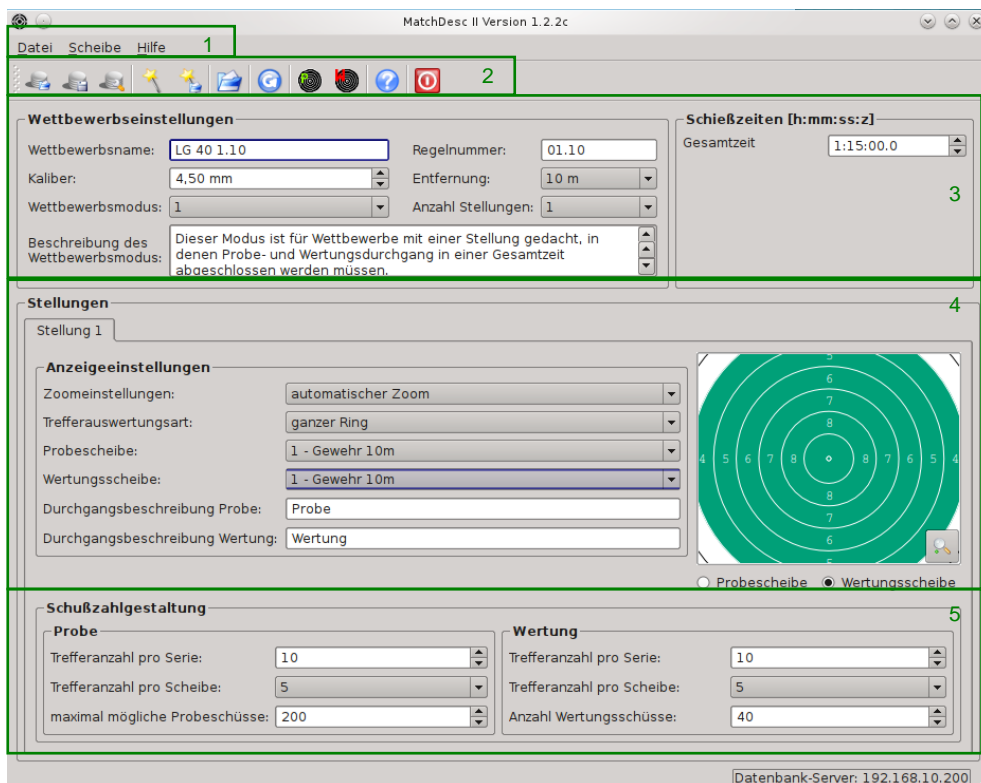 MatchDesc II Version 1.2.2c
Datei Scheibe Hilfe 1
2
Wettbewerbseinstellungen
Wettbewerbsname: LG 40 1.10 Regelnummer: 01.10
Kaliber: 4,50 mm Entfernung: 10 m
Wettbewerbsmodus: 1 Anzahl Stellungen: 1
Beschreibung des Wettbewerbsmodus:
Dieser Modus ist für Wettbewerbe mit einer Stellung gedacht, in
denen Probe- und Wertungsdurchgang in einer Gesamtzeit
abgeschlossen werden müssen.
Schießzeiten [h:mm:ss:z]
Gesamtzeit 1:15:00.0
3
Stellungen 4
Stellung 1
Anzeigeeinstellungen
Zoomeinstellungen: automatischer Zoom
Trefferauswertungsart: ganzer Ring
Probescheibe: 1 - Gewehr 10m
Wertungsscheibe: 1 - Gewehr 10m
Durchgangsbeschreibung Probe: Probe
Durchgangsbeschreibung Wertung: Wertung
5
6
7
8
4 5 6 7 8 8 7 6 5 4
8
7
6
5
Probescheibe Wertungsscheibe
Schußzahlgestaltung 5
Probe
Trefferanzahl pro Serie: 10
Trefferanzahl pro Scheibe: 5
maximal mögliche Probeschüsse: 200
Wertung
Trefferanzahl pro Serie: 10
Trefferanzahl pro Scheibe: 5
Anzahl Wertungsschüsse: 40
Datenbank-Server: 192.168.10.200